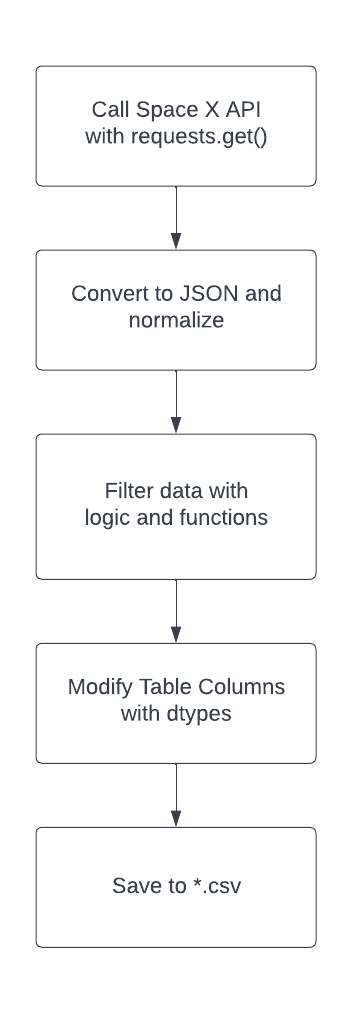 Call Space X API
with requests.get()
Convert to JSON and
normalize
Filter data with
logic and functions
Modify Table Columns
with dtypes
Save to *.csv